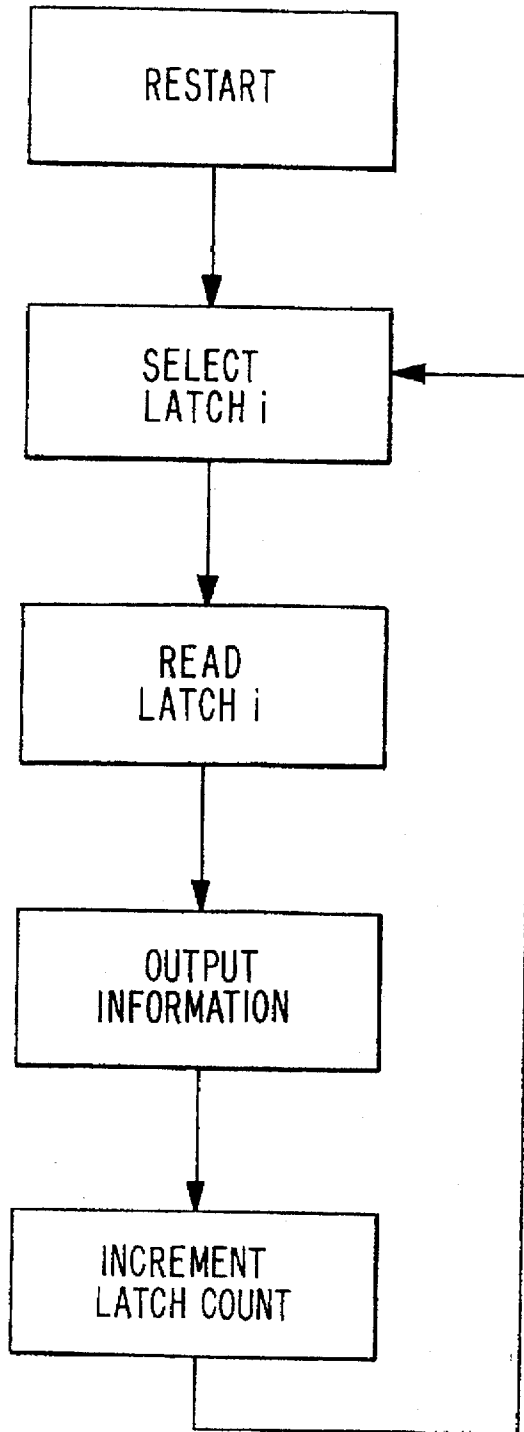 RESTART
SELECT
LATCH i
READ
LATCH i
OUTPUT
INFORMATION
INCREMENT
LATCH COUNT